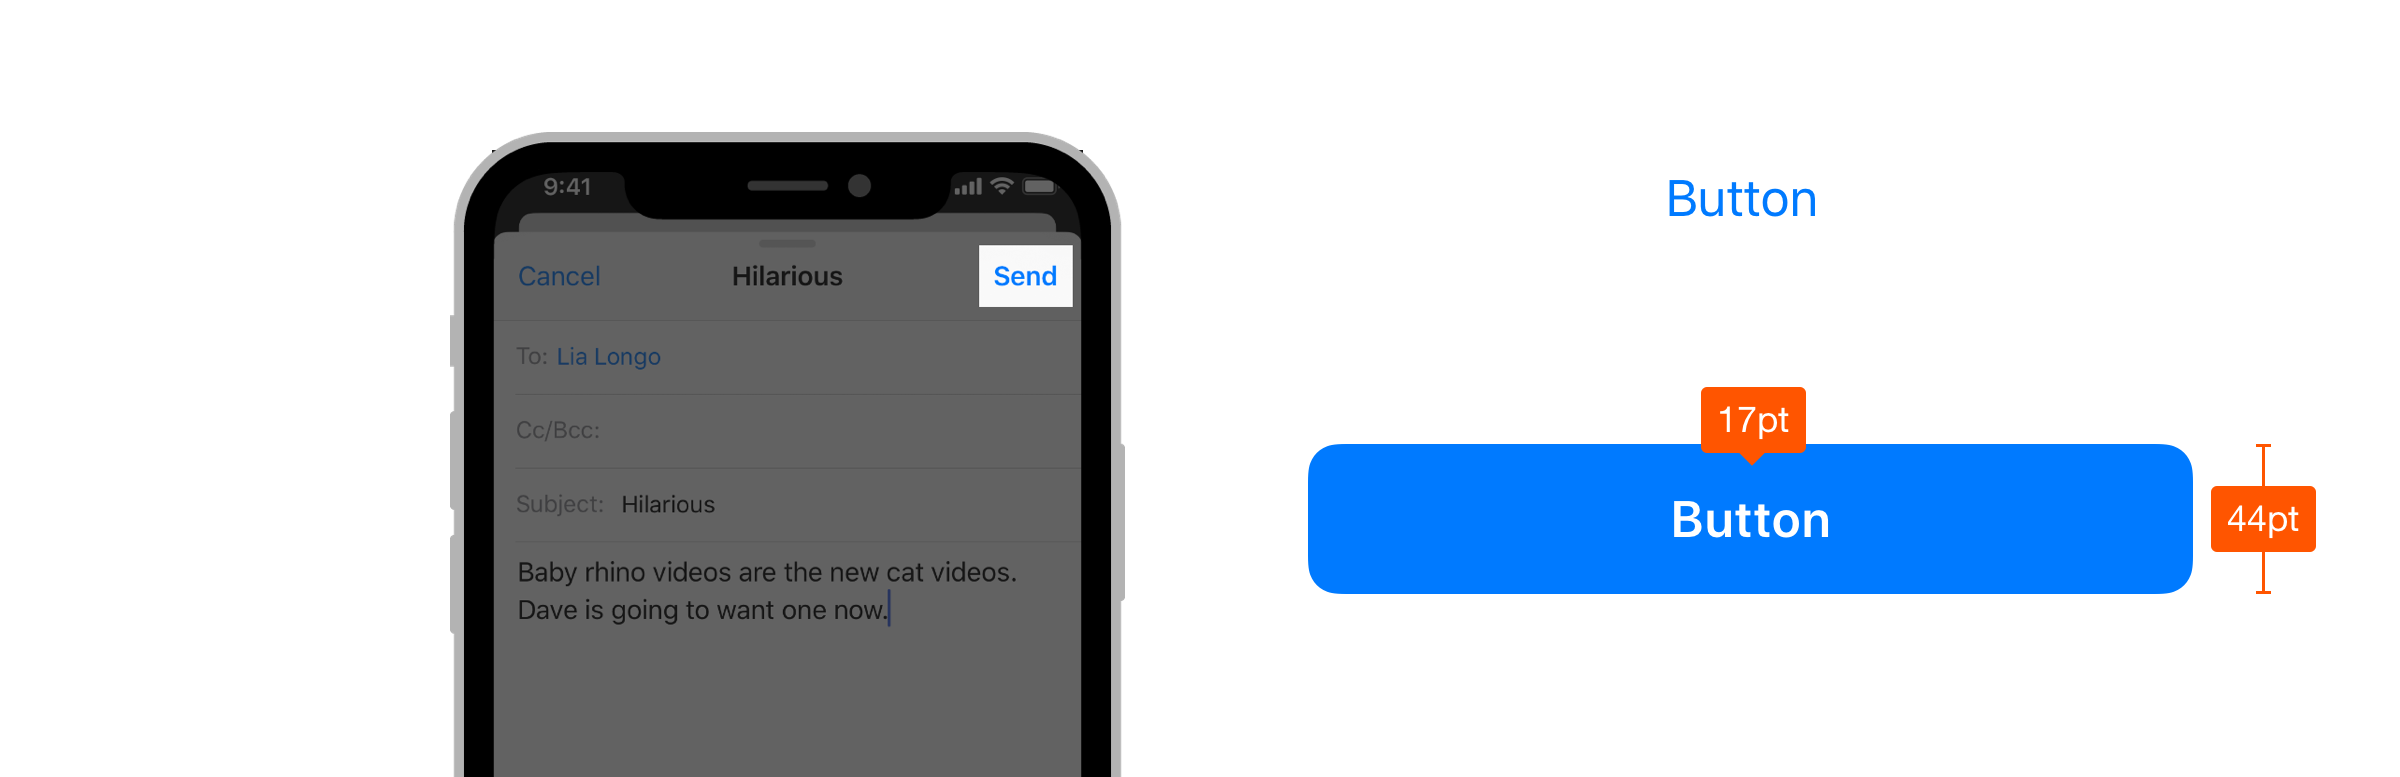 9:41
Cancel Hilarious Send
To: Lia Longo
Cc/Bcc:
Subject: Hilarious
Baby rhino videos are the new cat videos.
Dave is going to want one now.
Button
17pt
Button
44pt